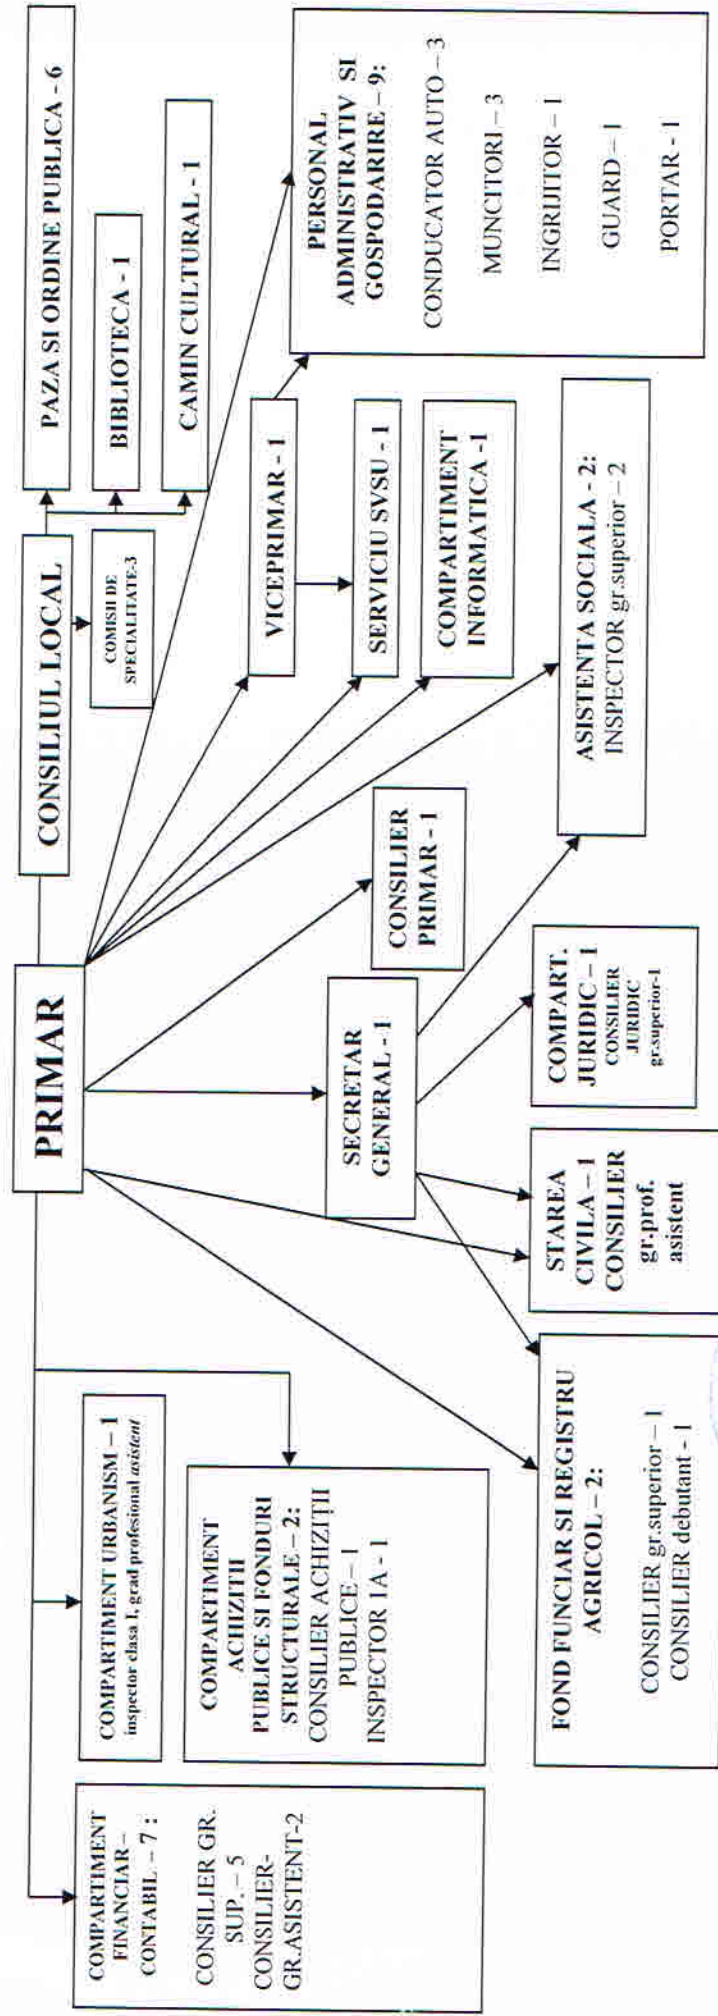 PRIMAR
CONSILIUL LOCAL
PAZA SI ORDINE PUBLICA - 6
BIBLIOTECA - 1
CAMIN CULTURAL - 1
COMISII DE
SPECIALITATE-3
COMPARTIMENT
FINANCIAR–
CONTABIL – 7 :
CONSILIER GR.
SUP. – 5
CONSILIER-
GR.ASISTENT-2
COMPARTIMENT URBANISM – 1
inspector clasa I, grad profesional asistent
COMPARTIMENT
ACHIZITII
PUBLICE SI FONDURI
STRUCTURALE – 2:
CONSILIER ACHIZIȚII
PUBLICE – 1
INSPECTOR IA - 1
SECRETAR
GENERAL - 1
CONSILIER
PRIMAR - 1
VICEPRIMAR - 1
SERVICIU SVSU - 1
COMPARTIMENT
INFORMATICA -1
PERSONAL
ADMINISTRATIV SI
GOSPODARIRE – 9:
CONDUCATOR AUTO – 3
MUNCITORI – 3
INGRIJITOR – 1
GUARD – 1
PORTAR - 1
FOND FUNCIAR SI REGISTRU
AGRICOL – 2:
CONSILIER gr.superior – 1
CONSILIER debutant - 1
STAREA
CIVILA – 1
CONSILIER
gr.prof.
asistent
COMPART.
JURIDIC – 1
CONSILIER
JURIDIC
gr.superior-1
ASISTENTA SOCIALA - 2:
INSPECTOR gr.superior – 2